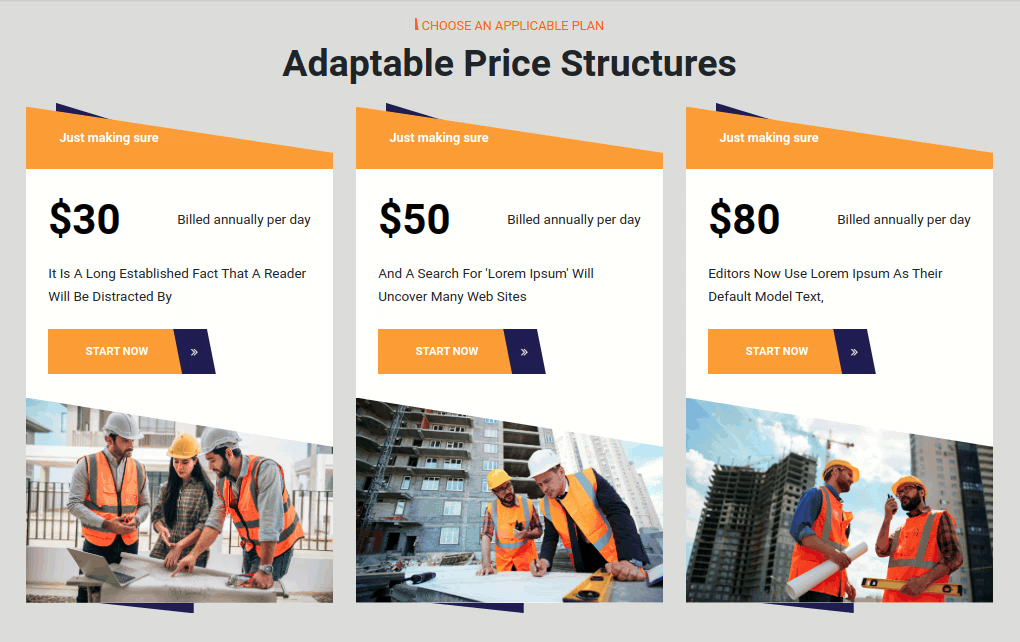 CHOOSE AN APPLICABLE PLAN
Adaptable Price Structures
Just making sure
$30
Billed annually per day
It Is A Long Established Fact That A Reader
Will Be Distracted By
START NOW »
Just making sure
$50
Billed annually per day
And A Search For 'Lorem Ipsum' Will
Uncover Many Web Sites
START NOW »
Just making sure
$80
Billed annually per day
Editors Now Use Lorem Ipsum As Their
Default Model Text,
START NOW »